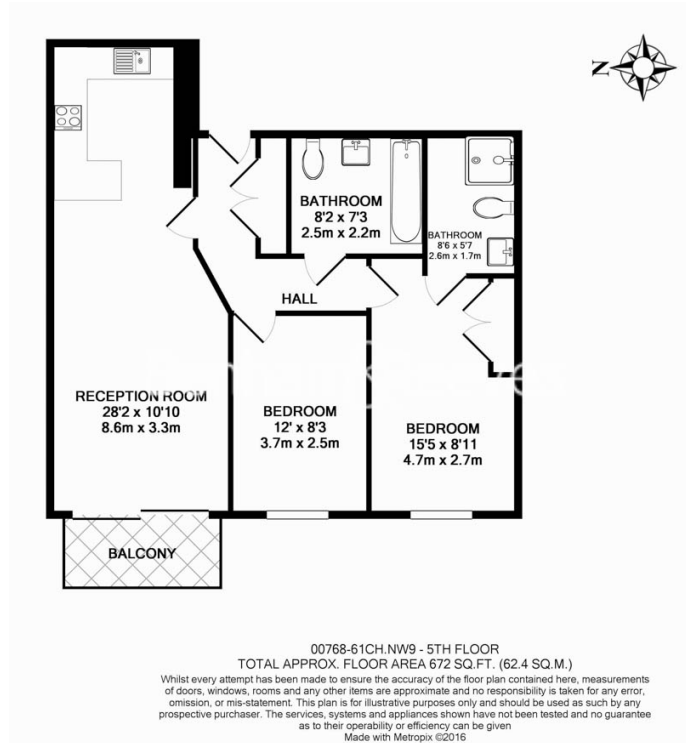 N
BATHROOM
8'2 x 7'3
2.5m x 2.2m
BATHROOM
8'6 x 5'7
2.6m x 1.7m
HALL
RECEPTION ROOM
28'2 x 10'10
8.6m x 3.3m
BEDROOM
12' x 8'3
3.7m x 2.5m
BEDROOM
15'5 x 8'11
4.7m x 2.7m
BALCONY
00768-61CH.NW9 - 5TH FLOOR
TOTAL APPROX. FLOOR AREA 672 SQ.FT. (62.4 SQ.M.)
Whilst every attempt has been made to ensure the accuracy of the floor plan contained here, measurements
of doors, windows, rooms and any other items are approximate and no responsibility is taken for any error,
omission, or mis-statement. This plan is for illustrative purposes only and should be used as such by any
prospective purchaser. The services, systems and appliances shown have not been tested and no guarantee
as to their operability or efficiency can be given
Made with Metropix ©2016